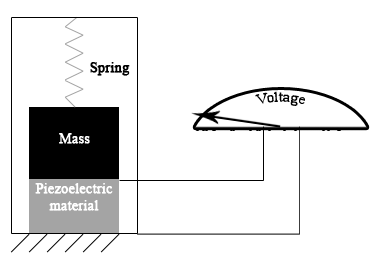 Spring
Voltage
Mass
Piezoelectric
material